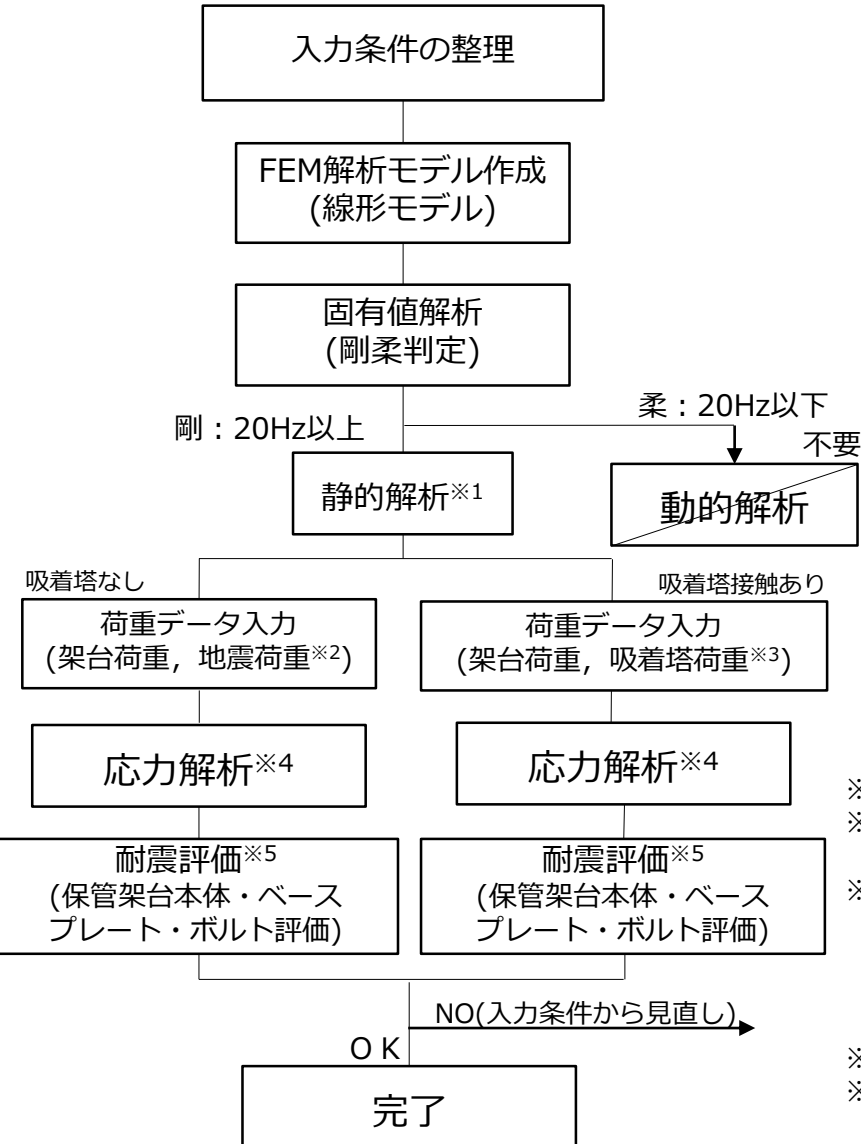 入力条件の整理
FEM解析モデル作成
(線形モデル)
固有値解析
(剛柔判定)
剛：20Hz以上
柔：20Hz以下
不要
静的解析※1
動的解析
吸着塔なし
吸着塔接触あり
荷重データ入力
(架台荷重，地震荷重※2)
荷重データ入力
(架台荷重，吸着塔荷重※3)
応力解析※4
応力解析※4
※
※
※
耐震評価※5
(保管架台本体・ベース
プレート・ボルト評価)
耐震評価※5
(保管架台本体・ベース
プレート・ボルト評価)
NO(入力条件から見直し)
ＯＫ
※
※
完了